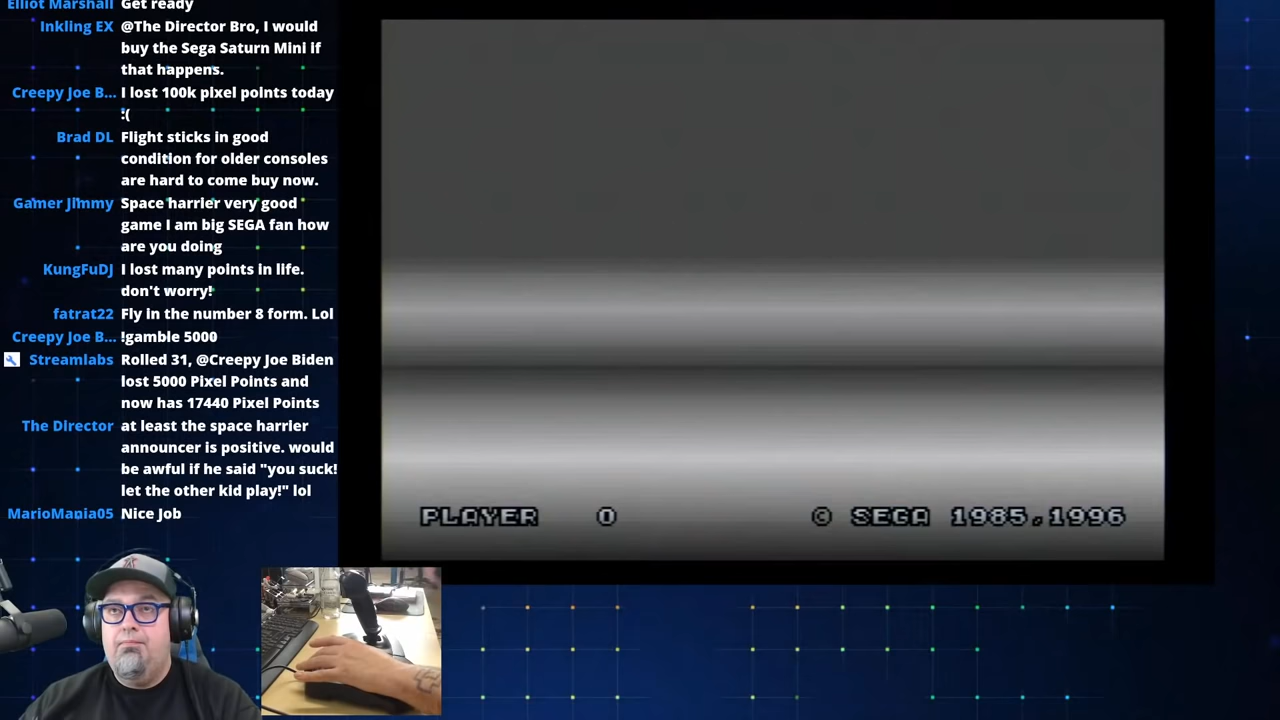 Elliot Marshall Get ready
Inkling EX @The Director Bro, I would
buy the Sega Saturn Mini if
that happens.
Creepy Joe B... I lost 100k pixel points today
:(
Brad DL Flight sticks in good
condition for older consoles
are hard to come buy now.
Gamer Jimmy Space harrier very good
game I am big SEGA fan how
are you doing
KungFuDJ I lost many points in life.
don't worry!
fatrat22 Fly in the number 8 form. Lol
Creepy Joe B... !gamble 5000
Streamlabs Rolled 31, @Creepy Joe Biden
lost 5000 Pixel Points and
now has 17440 Pixel Points
The Director at least the space harrier
announcer is positive. would
be awful if he said "you suck!
let the other kid play!" lol
MarioMania05 Nice Job
PLAYER 0 © SEGA 1985,1996